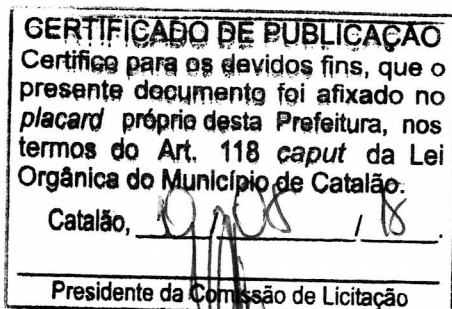 CERTIFICADO DE PUBLICAÇÃO
Certifico para os devidos fins, que o
presente documento foi afixado no
placard próprio desta Prefeitura, nos
termos do Art. 118 caput da Lei
Orgânica do Município de Catalão.
Catalão, / 08 / 18.
Presidente da Comissão de Licitação